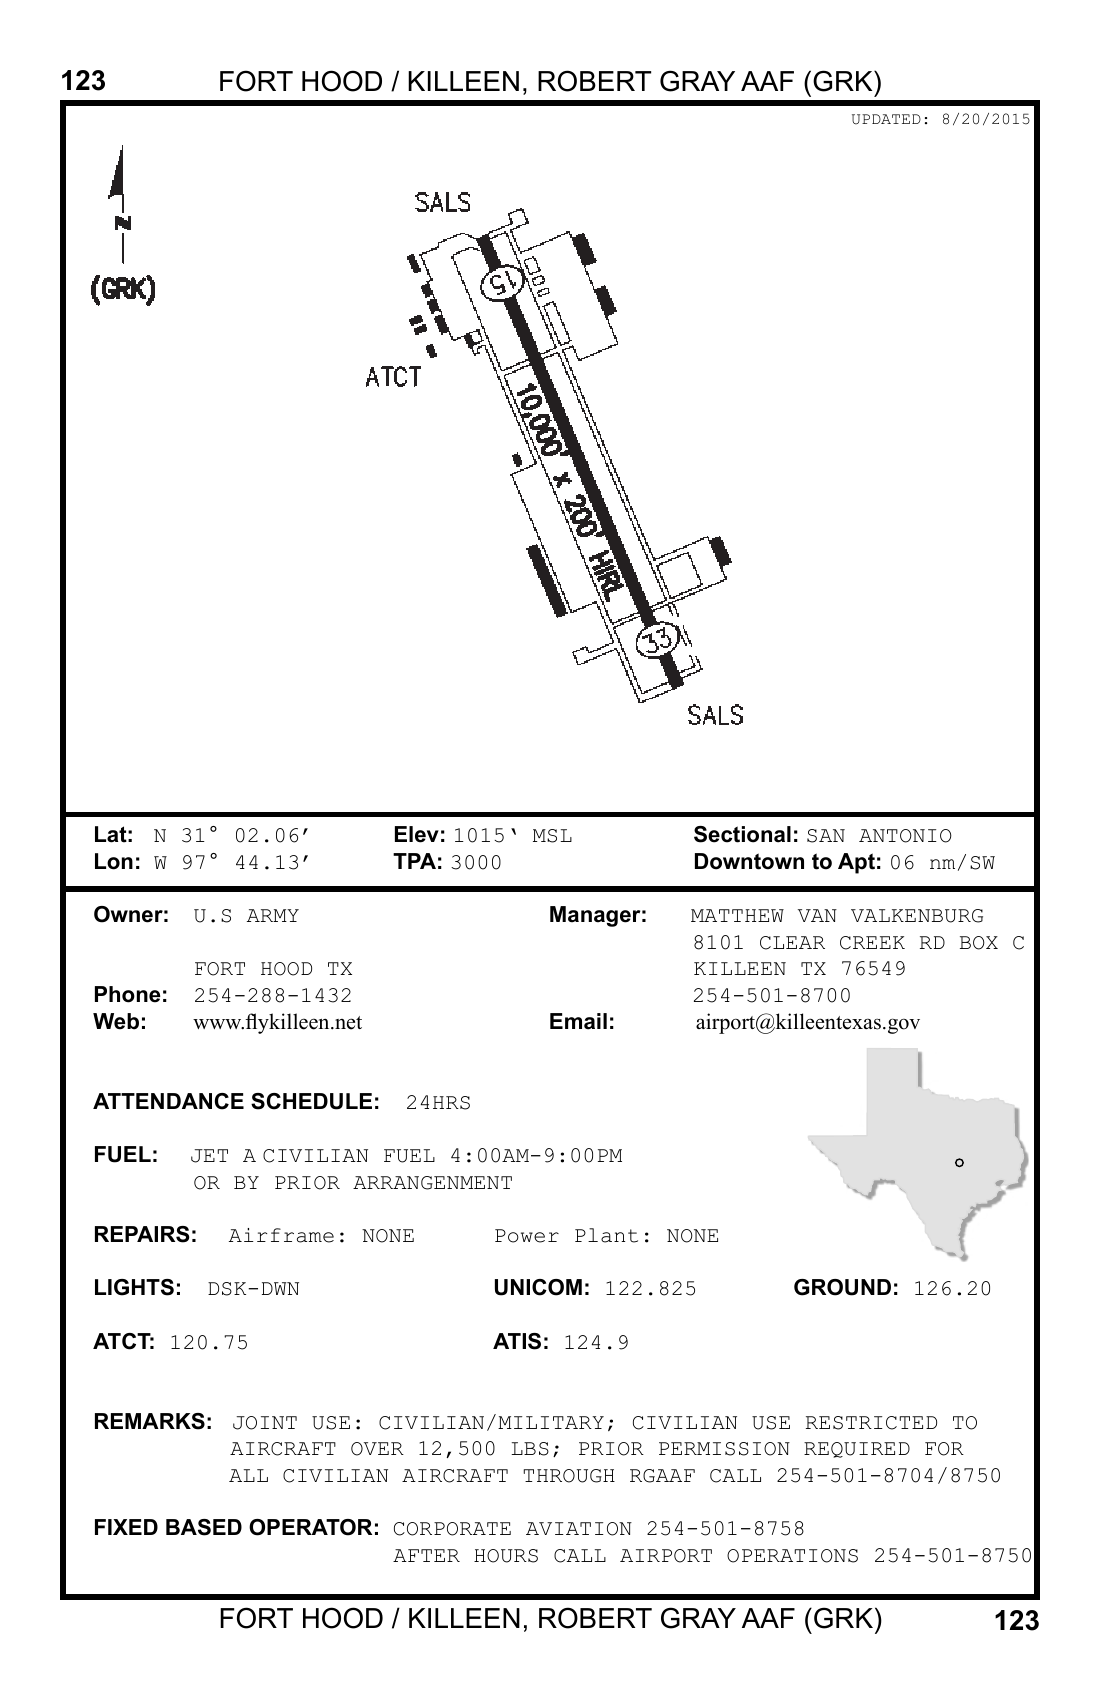 123 FORT HOOD / KILLEEN, ROBERT GRAY AAF (GRK)
UPDATED: 8/20/2015
N
(GRK)
SALS
15
ATCT
10,000' x 200' HIRL
33
SALS
Lat: N 31° 02.06′ Elev: 1015‘ MSL Sectional: SAN ANTONIO
Lon: W 97° 44.13′ TPA: 3000 Downtown to Apt: 06 nm/SW
Owner: U.S ARMY Manager: MATTHEW VAN VALKENBURG
8101 CLEAR CREEK RD BOX C
FORT HOOD TX KILLEEN TX 76549
Phone: 254-288-1432 254-501-8700
Web: www.flykilleen.net Email: airport@killeentexas.gov
ATTENDANCE SCHEDULE: 24HRS
FUEL: JET A CIVILIAN FUEL 4:00AM-9:00PM
OR BY PRIOR ARRANGENMENT
REPAIRS: Airframe: NONE Power Plant: NONE
LIGHTS: DSK-DWN UNICOM: 122.825 GROUND: 126.20
ATCT: 120.75 ATIS: 124.9
REMARKS: JOINT USE: CIVILIAN/MILITARY; CIVILIAN USE RESTRICTED TO
AIRCRAFT OVER 12,500 LBS; PRIOR PERMISSION REQUIRED FOR
ALL CIVILIAN AIRCRAFT THROUGH RGAAF CALL 254-501-8704/8750
FIXED BASED OPERATOR: CORPORATE AVIATION 254-501-8758
AFTER HOURS CALL AIRPORT OPERATIONS 254-501-8750
FORT HOOD / KILLEEN, ROBERT GRAY AAF (GRK) 123